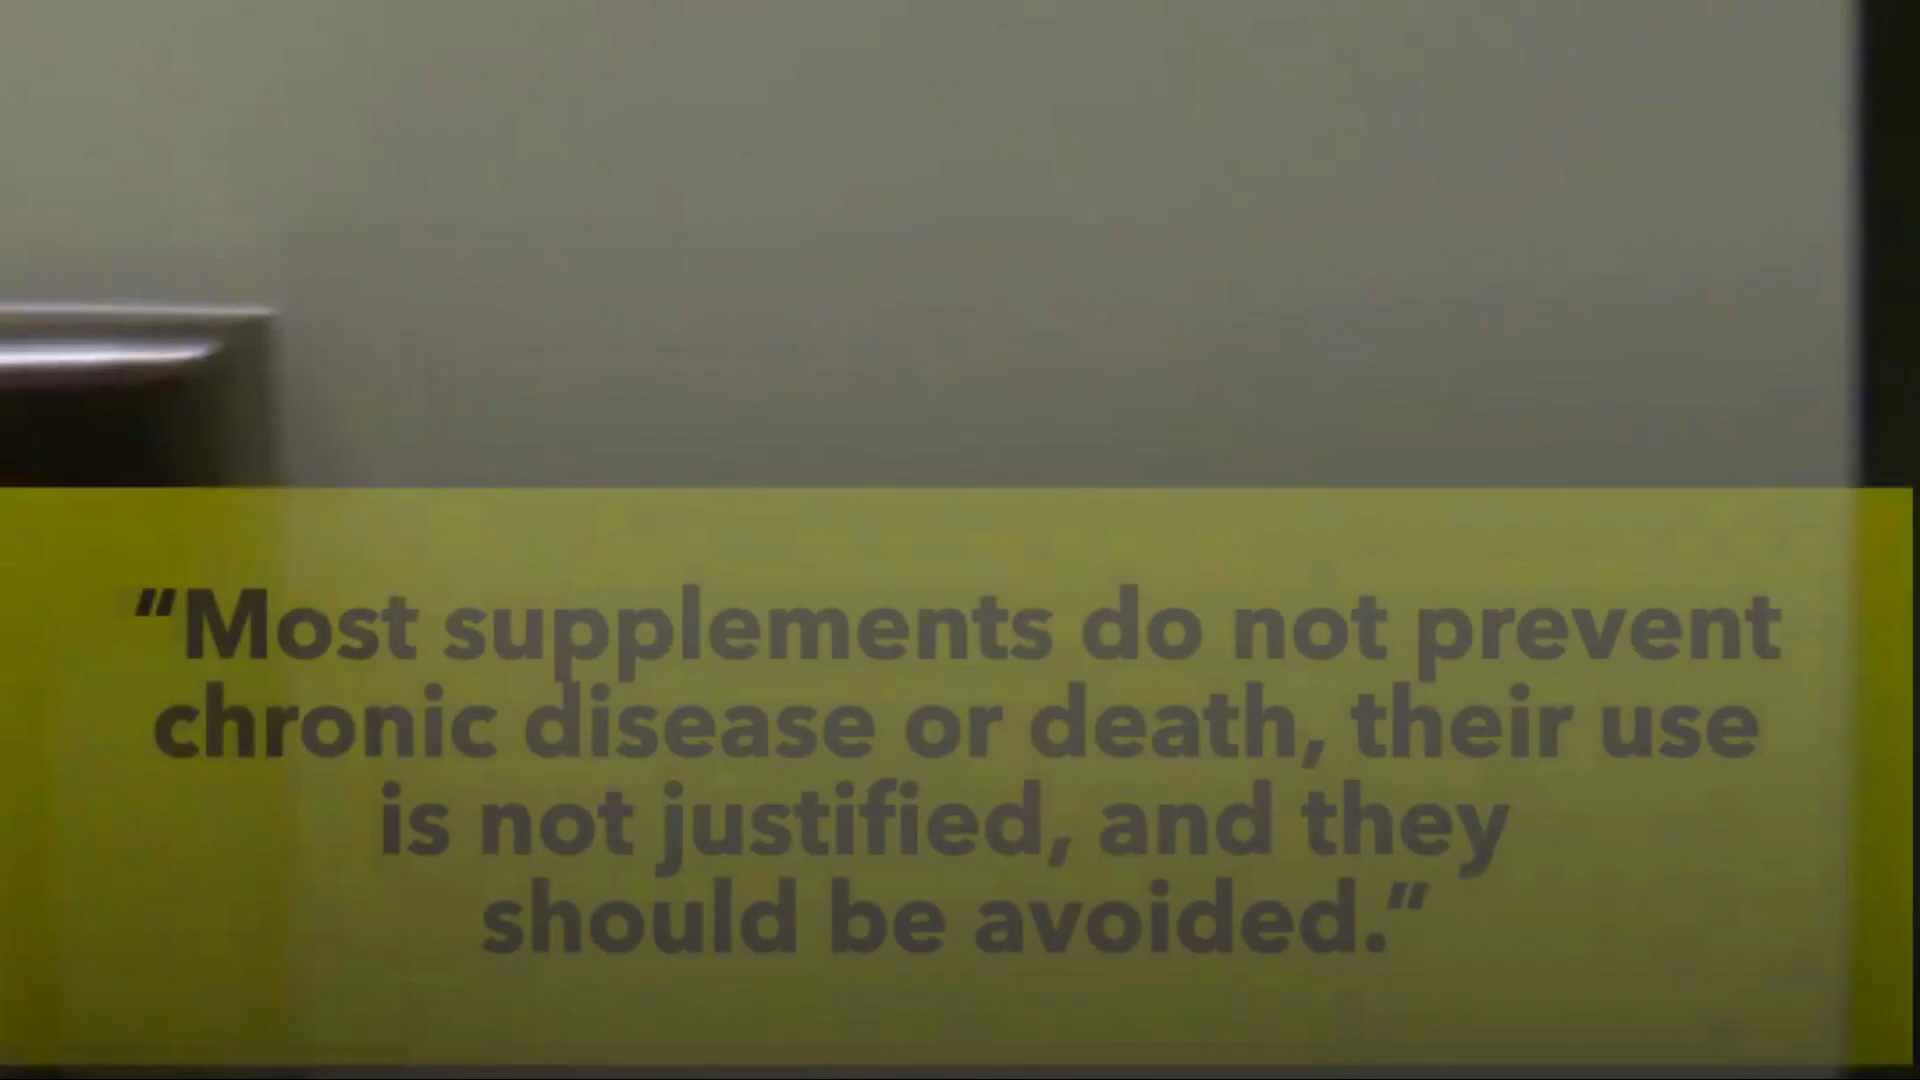 “Most supplements do not prevent
chronic disease or death, their use
is not justified, and they
should be avoided.”